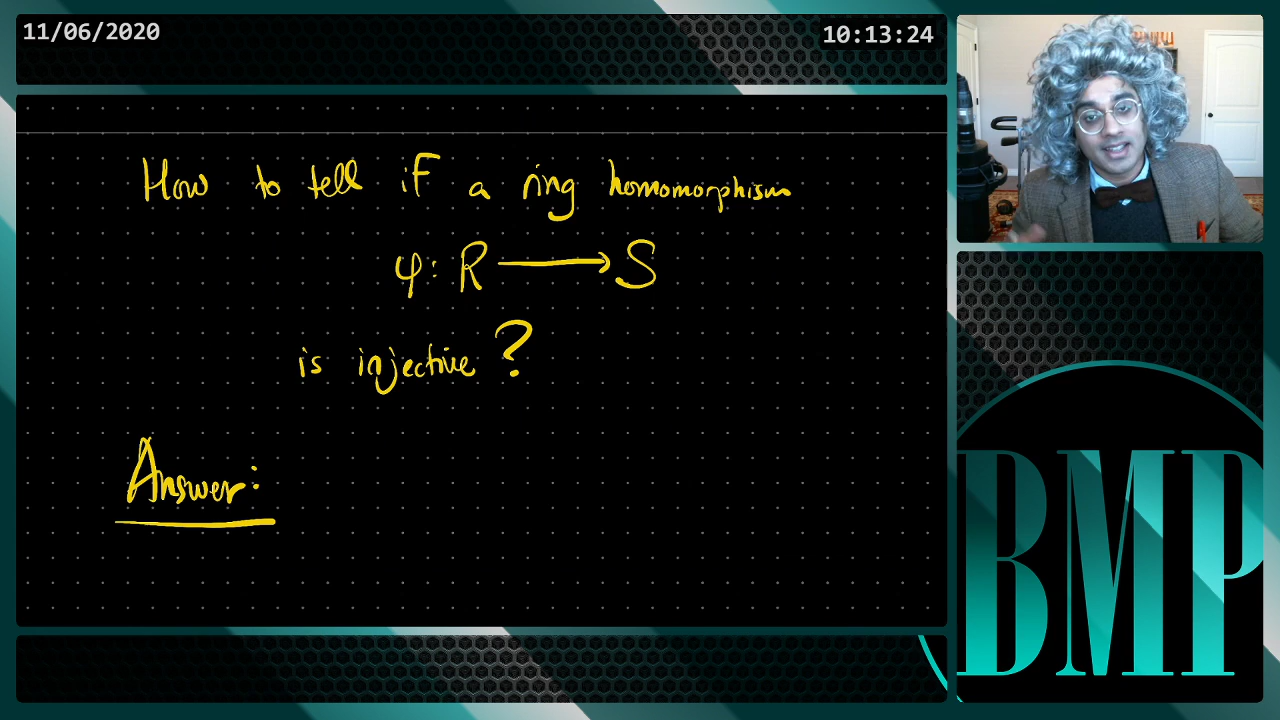 11/06/2020
10:13:24
How to tell if a ring homomorphism
φ: R → S
is injective?
Answer:
BMP